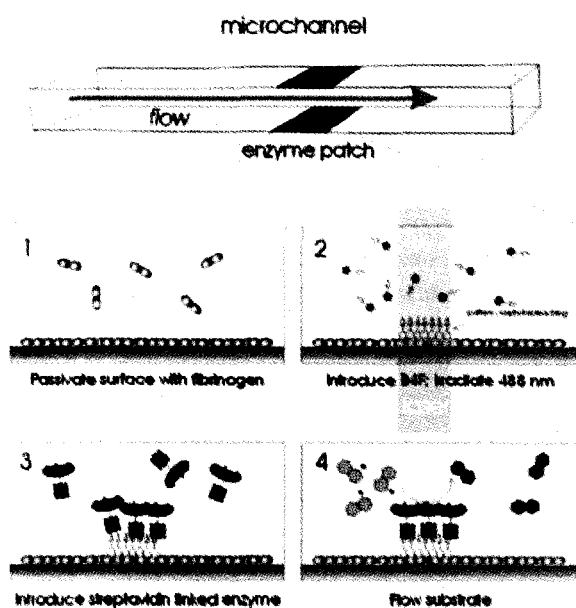 microchannel
flow
enzyme patch
1
2
Passivate surface with fibrinogen
Introduce B4F, irradiate 488 nm
3
4
Introduce streptavidin linked enzyme
Flow substrate